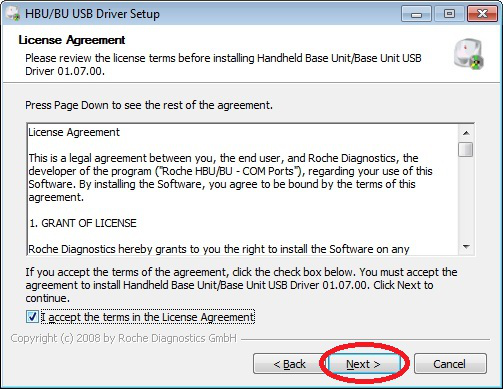 HBU/BU USB Driver Setup
License Agreement
Please review the license terms before installing Handheld Base Unit/Base Unit USB
Driver 01.07.00.
Press Page Down to see the rest of the agreement.
License Agreement
This is a legal agreement between you, the end user, and Roche Diagnostics, the
developer of the program ("Roche HBU/BU - COM Ports"), regarding your use of this
Software. By installing the Software, you agree to be bound by the terms of this
agreement.
1. GRANT OF LICENSE
Roche Diagnostics hereby grants to you the right to install the Software on any
If you accept the terms of the agreement, click the check box below. You must accept the
agreement to install Handheld Base Unit/Base Unit USB Driver 01.07.00. Click Next to
continue.
I accept the terms in the License Agreement
Copyright (c) 2008 by Roche Diagnostics GmbH
< Back
Next >
Cancel